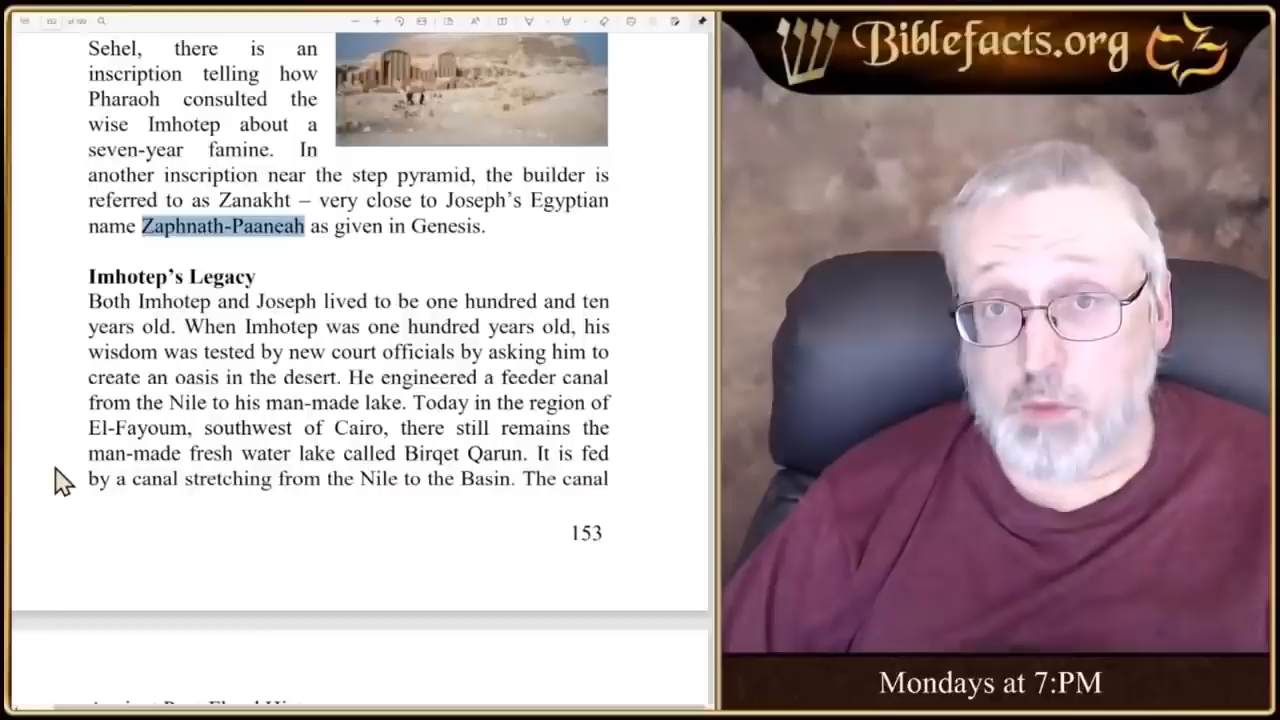 Sehel, there is an
inscription telling how
Pharaoh consulted the
wise Imhotep about a
seven-year famine. In
another inscription near the step pyramid, the builder is
referred to as Zanakht – very close to Joseph's Egyptian
name Zaphnath-Paaneah as given in Genesis.
Imhotep's Legacy
Both Imhotep and Joseph lived to be one hundred and ten
years old. When Imhotep was one hundred years old, his
wisdom was tested by new court officials by asking him to
create an oasis in the desert. He engineered a feeder canal
from the Nile to his man-made lake. Today in the region of
El-Fayoum, southwest of Cairo, there still remains the
man-made fresh water lake called Birqet Qarun. It is fed
by a canal stretching from the Nile to the Basin. The canal
153
Biblefacts.org
Mondays at 7:PM